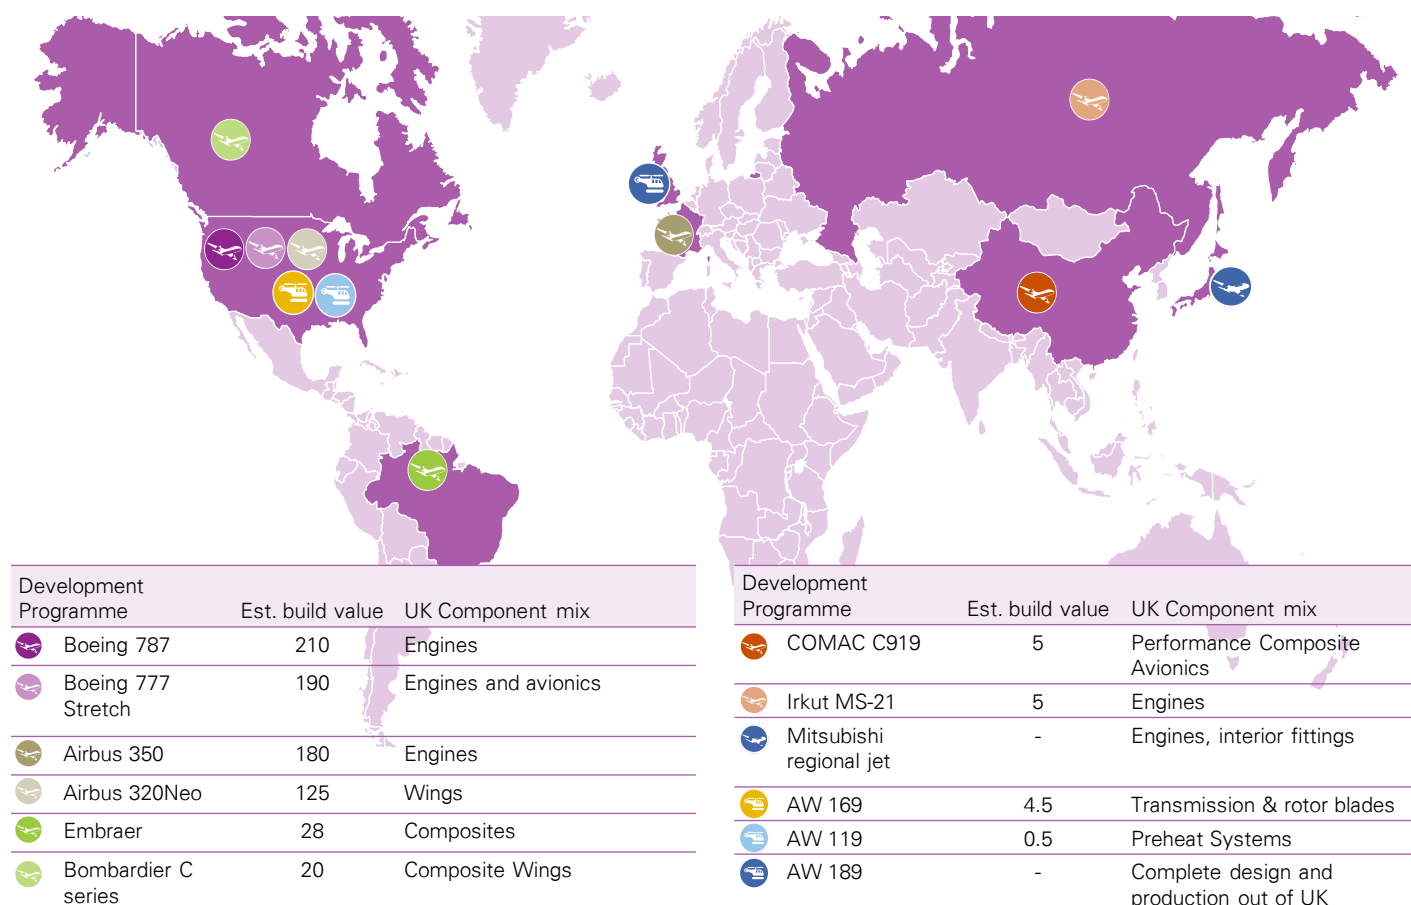 Development
Programme Est. build value UK Component mix
Boeing 787 210 Engines
Boeing 777 190 Engines and avionics
Stretch
Airbus 350 180 Engines
Airbus 320Neo 125 Wings
Embraer 28 Composites
Bombardier C 20 Composite Wings
series
Development
Programme Est. build value UK Component mix
COMAC C919 5 Performance Composite
Avionics
Irkut MS-21 5 Engines
Mitsubishi - Engines, interior fittings
regional jet
AW 169 4.5 Transmission & rotor blades
AW 119 0.5 Preheat Systems
AW 189 - Complete design and
production out of UK